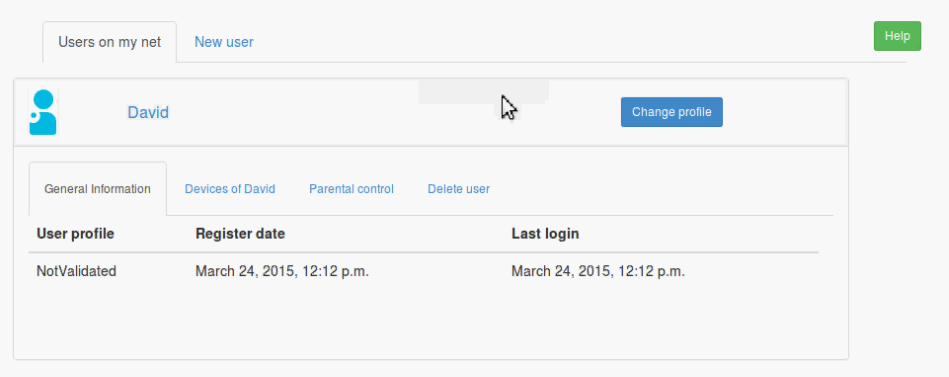 Users on my net New user Help
David Change profile
General Information Devices of David Parental control Delete user
User profile Register date Last login
NotValidated March 24, 2015, 12:12 p.m. March 24, 2015, 12:12 p.m.